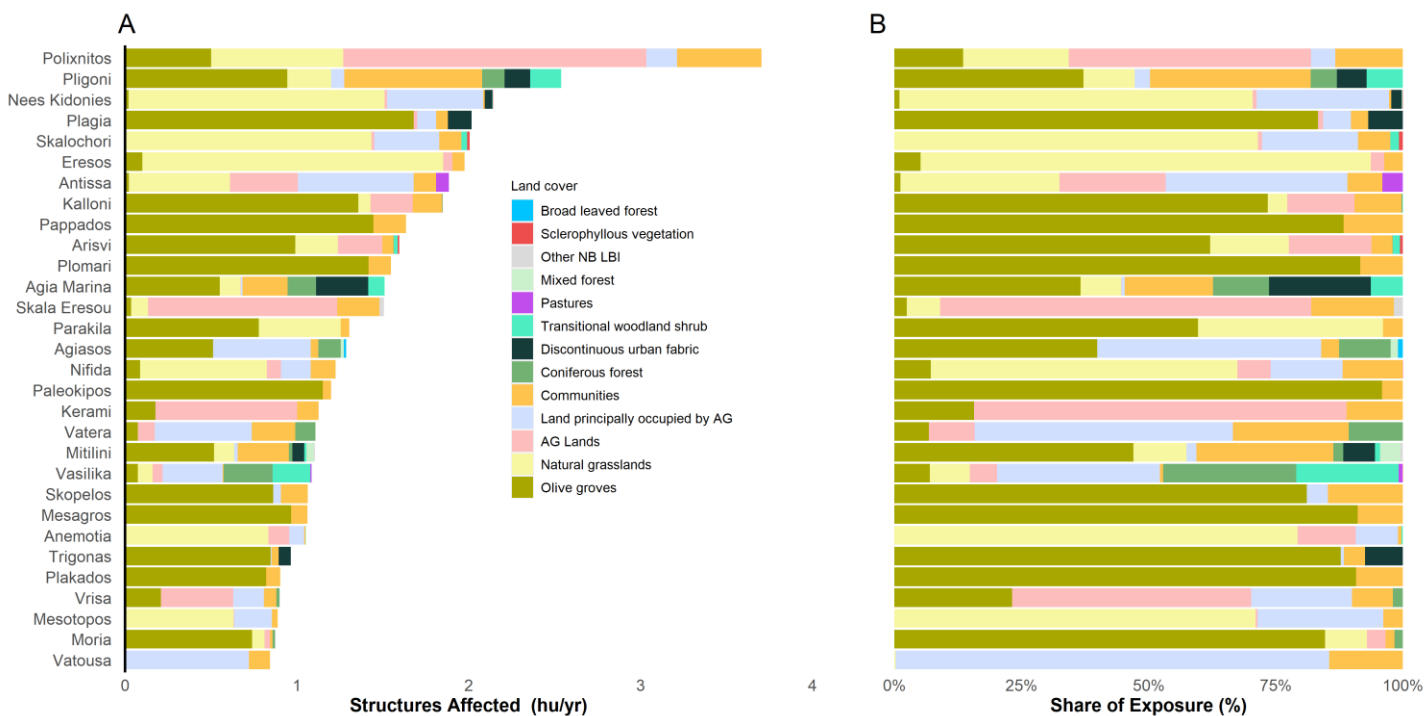 A
B
Polixnitos
Pligoni
Nees Kidonies
Plagia
Skalochori
Eresos
Antissa
Kalloni
Pappados
Arisvi
Plomari
Agia Marina
Skala Eresou
Parakila
Agiasos
Nifida
Paleokipos
Kerami
Vatera
Mitilini
Vasilika
Skopelos
Mesagros
Anemotia
Trigonas
Plakados
Vrisa
Mesotopos
Moria
Vatousa
Land cover
Broad leaved forest
Sclerophyllous vegetation
Other NB LBI
Mixed forest
Pastures
Transitional woodland shrub
Discontinuous urban fabric
Coniferous forest
Communities
Land principally occupied by AG
AG Lands
Natural grasslands
Olive groves
0 1 2 3 4
Structures Affected (hu/yr)
0% 25% 50% 75% 100%
Share of Exposure (%)